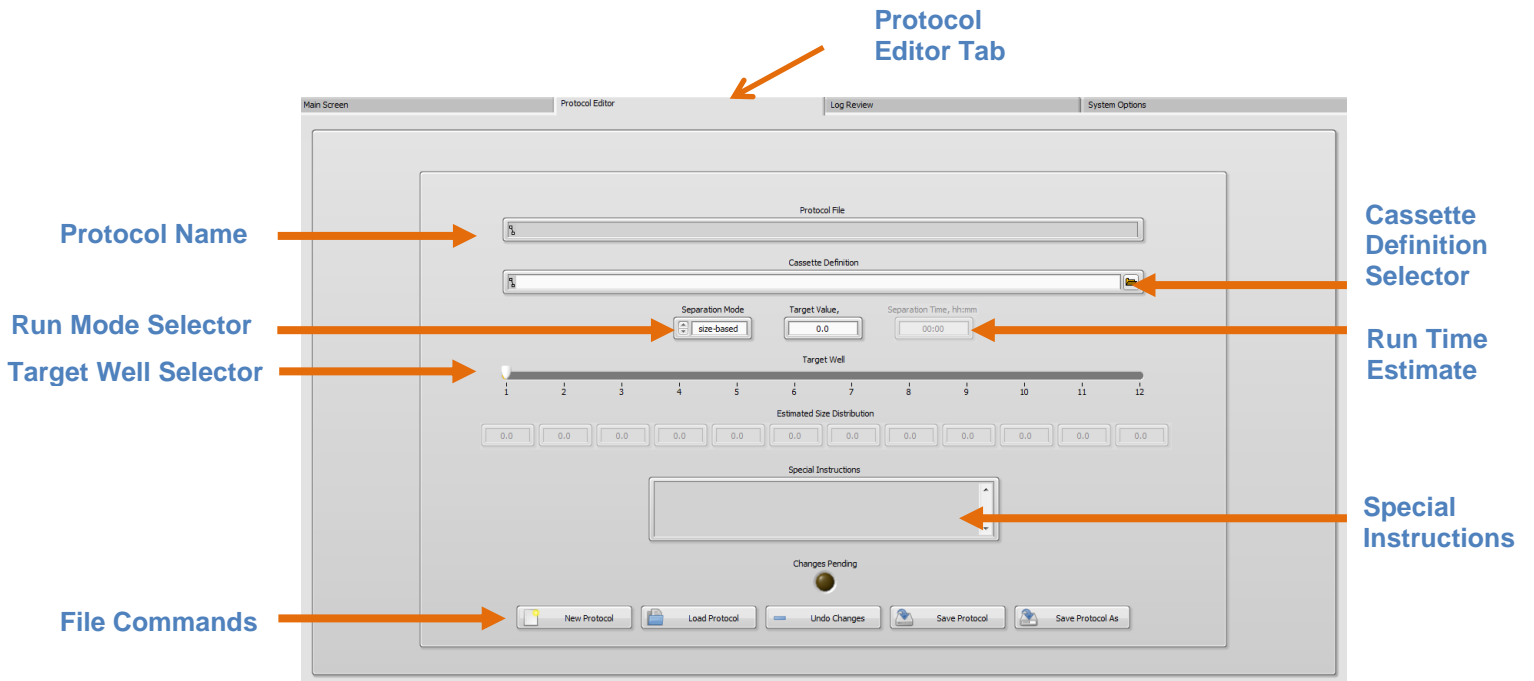 Protocol
Editor Tab
Main Screen
Protocol Editor
Log Review
System Options
Protocol File
Protocol Name
Cassette
Definition
Selector
Cassette Definition
Run Mode Selector
Separation Mode
Target Value,
Separation Time, hh:mm
size-based
0.0
00:00
Run Time
Estimate
Target Well Selector
Target Well
1 2 3 4 5 6 7 8 9 10 11 12
Estimated Size Distribution
0.0 0.0 0.0 0.0 0.0 0.0 0.0 0.0 0.0 0.0 0.0 0.0
Special Instructions
Special
Instructions
Changes Pending
File Commands
New Protocol
Load Protocol
Undo Changes
Save Protocol
Save Protocol As